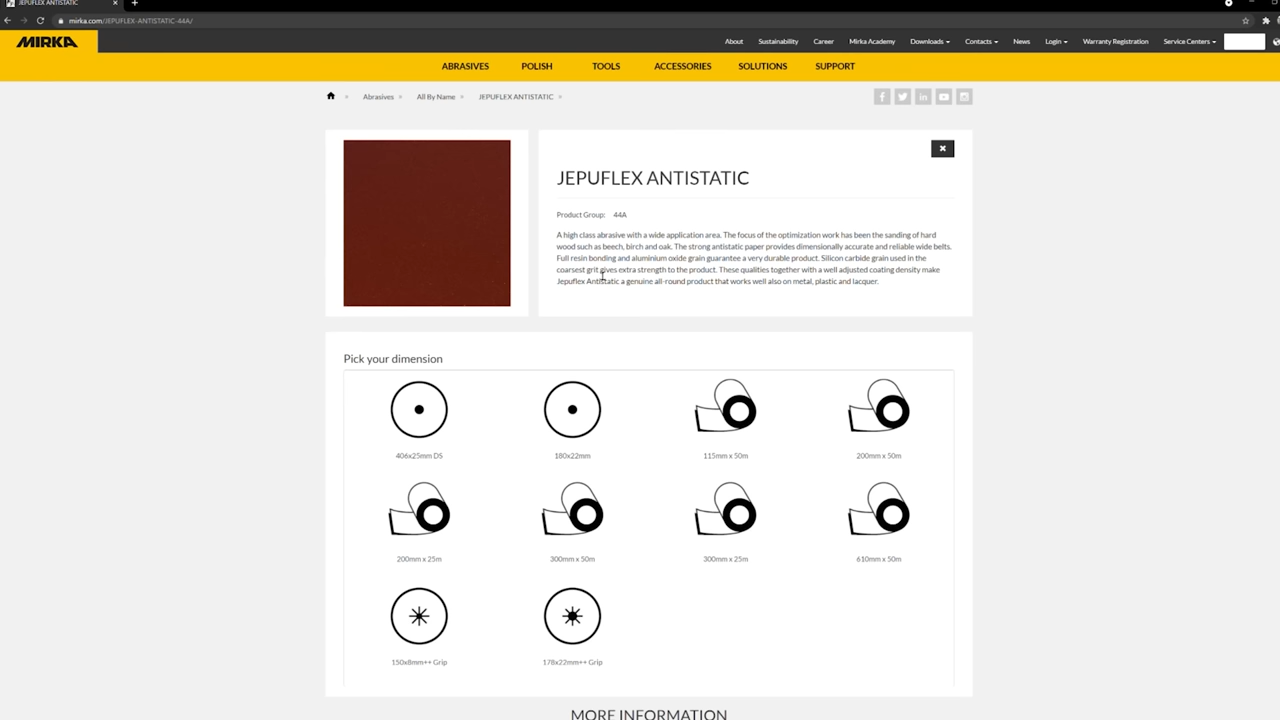 JEPUFLEX ANTISTATIC
mirka.com/JEPUFLEX-ANTISTATIC-44A/
MIRKA
About Sustainability Career Mirka Academy Downloads Contacts News Login Warranty Registration Service Centers
ABRASIVES POLISH TOOLS ACCESSORIES SOLUTIONS SUPPORT
Abrasives All By Name JEPUFLEX ANTISTATIC
JEPUFLEX ANTISTATIC
Product Group: 44A
A high class abrasive with a wide application area. The focus of the optimization work has been the sanding of hard
wood such as beech, birch and oak. The strong antistatic paper provides dimensionally accurate and reliable wide belts.
Full resin bonding and aluminium oxide grain guarantee a very durable product. Silicon carbide grain used in the
coarsest grit gives extra strength to the product. These qualities together with a well adjusted coating density make
Jepuflex Antistatic a genuine all-round product that works well also on metal, plastic and lacquer.
Pick your dimension
406x25mm DS 180x22mm 115mm x 50m 200mm x 50m
200mm x 25m 300mm x 50m 300mm x 25m 610mm x 50m
150x8mm++ Grip 178x22mm++ Grip
MORE INFORMATION